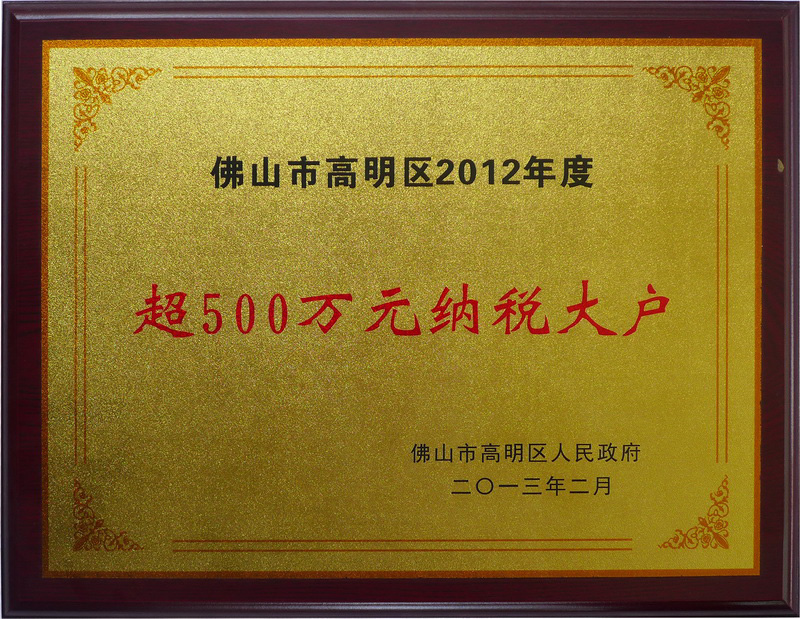 佛山市高明区2012年度
超500万元纳税大户
佛山市高明区人民政府
二〇一三年二月